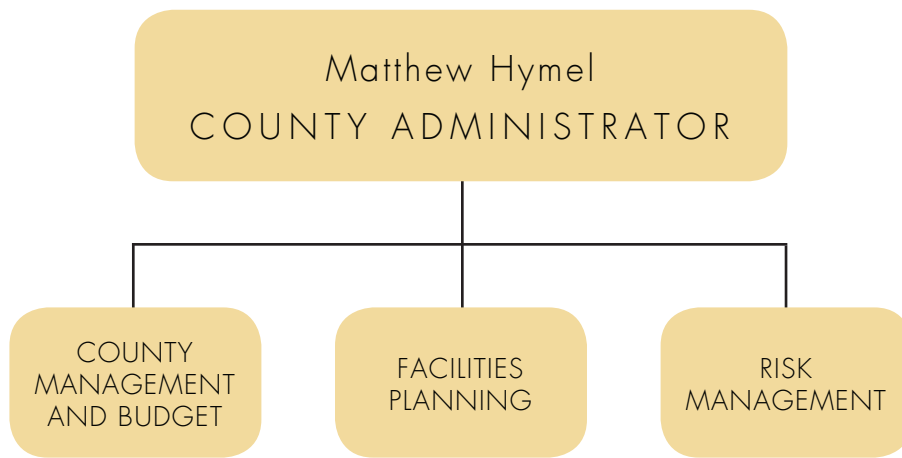 Matthew Hymel
COUNTY ADMINISTRATOR
COUNTY
MANAGEMENT
AND BUDGET
FACILITIES
PLANNING
RISK
MANAGEMENT